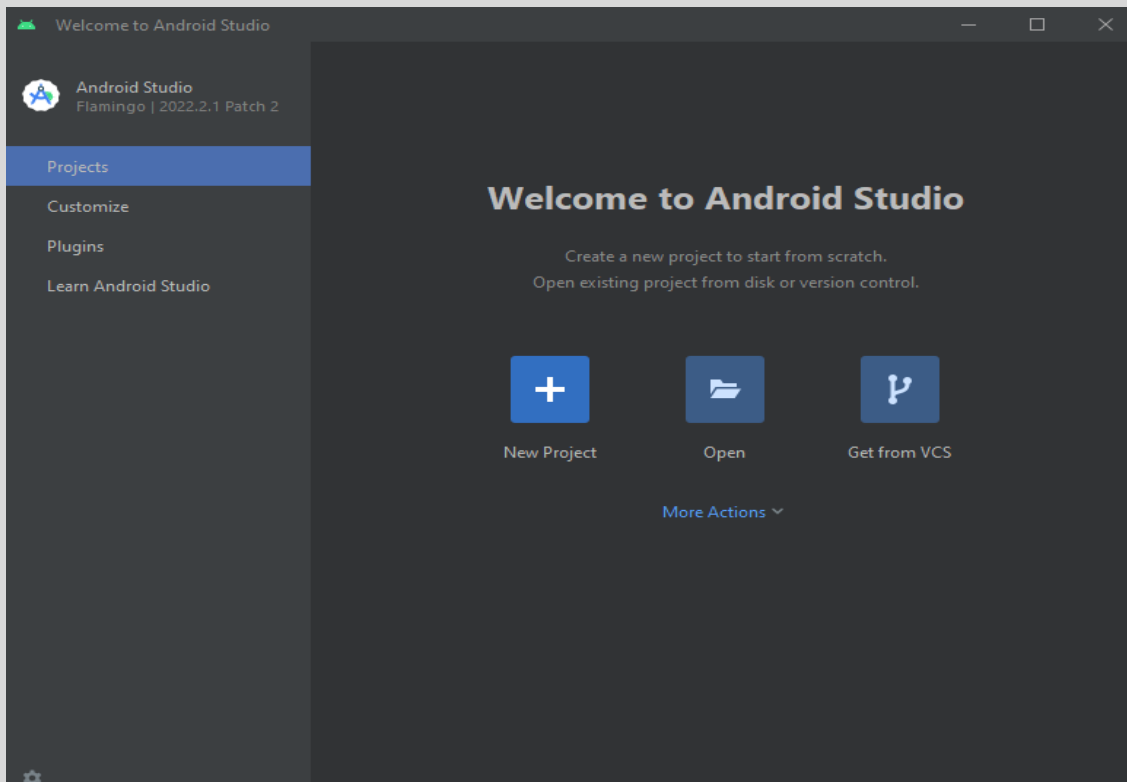 Welcome to Android Studio
Android Studio
Flamingo | 2022.2.1 Patch 2
Projects
Customize
Plugins
Learn Android Studio
Welcome to Android Studio
Create a new project to start from scratch.
Open existing project from disk or version control.
New Project
Open
Get from VCS
More Actions